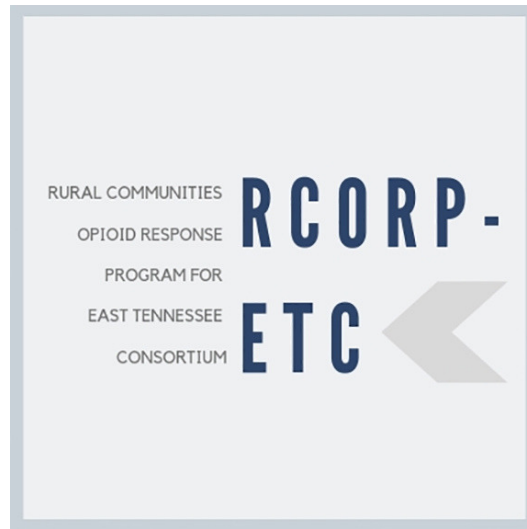 RURAL COMMUNITIES
OPIOID RESPONSE
PROGRAM FOR
EAST TENNESSEE
CONSORTIUM
RCORP-
ETC